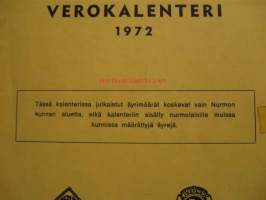 VEROKALENTERI
1972
Tässä kalenterissa julkaistut äyrimäärät koskevat vain Nurmon
kunnan aluetta, eikä kalenteriin sisälly nurmolaisille muissa
kunnissa määrättyjä äyrejä.